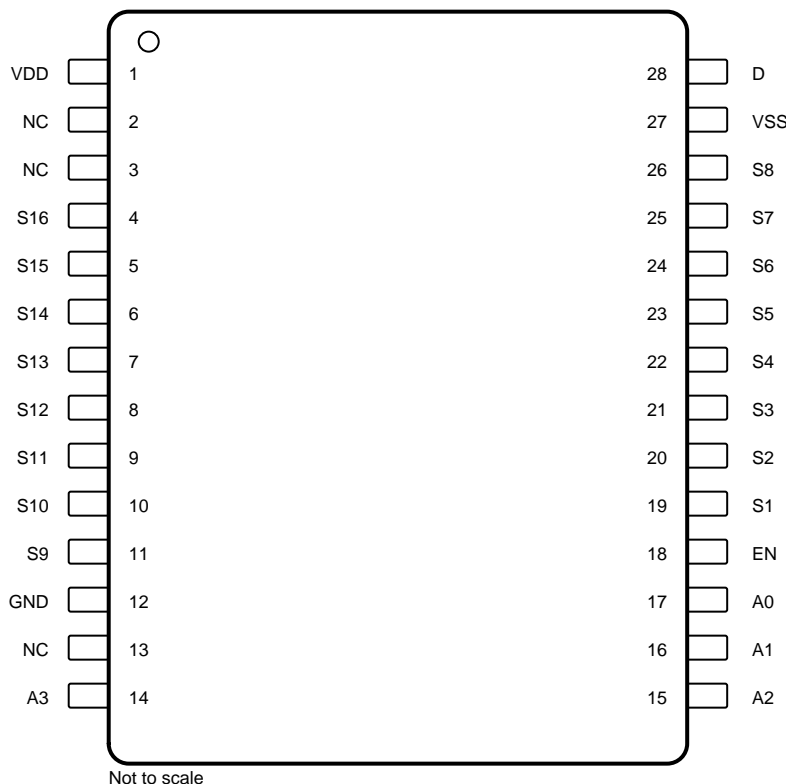 VDD 1 28 D
NC 2 27 VSS
NC 3 26 S8
S16 4 25 S7
S15 5 24 S6
S14 6 23 S5
S13 7 22 S4
S12 8 21 S3
S11 9 20 S2
S10 10 19 S1
S9 11 18 EN
GND 12 17 A0
NC 13 16 A1
A3 14 15 A2
Not to scale